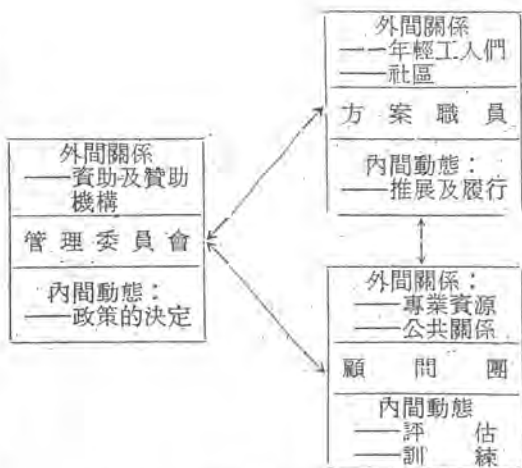 外間關係
——年輕工人們
——社區
方案職員
內間動態：
——推展及履行
外間關係
——資助及贊助
機構
管理委員會
內間動態：
——政策的決定
外間關係：
——專業資源
——公共關係
顧問團
內間動態
——評估
——訓練